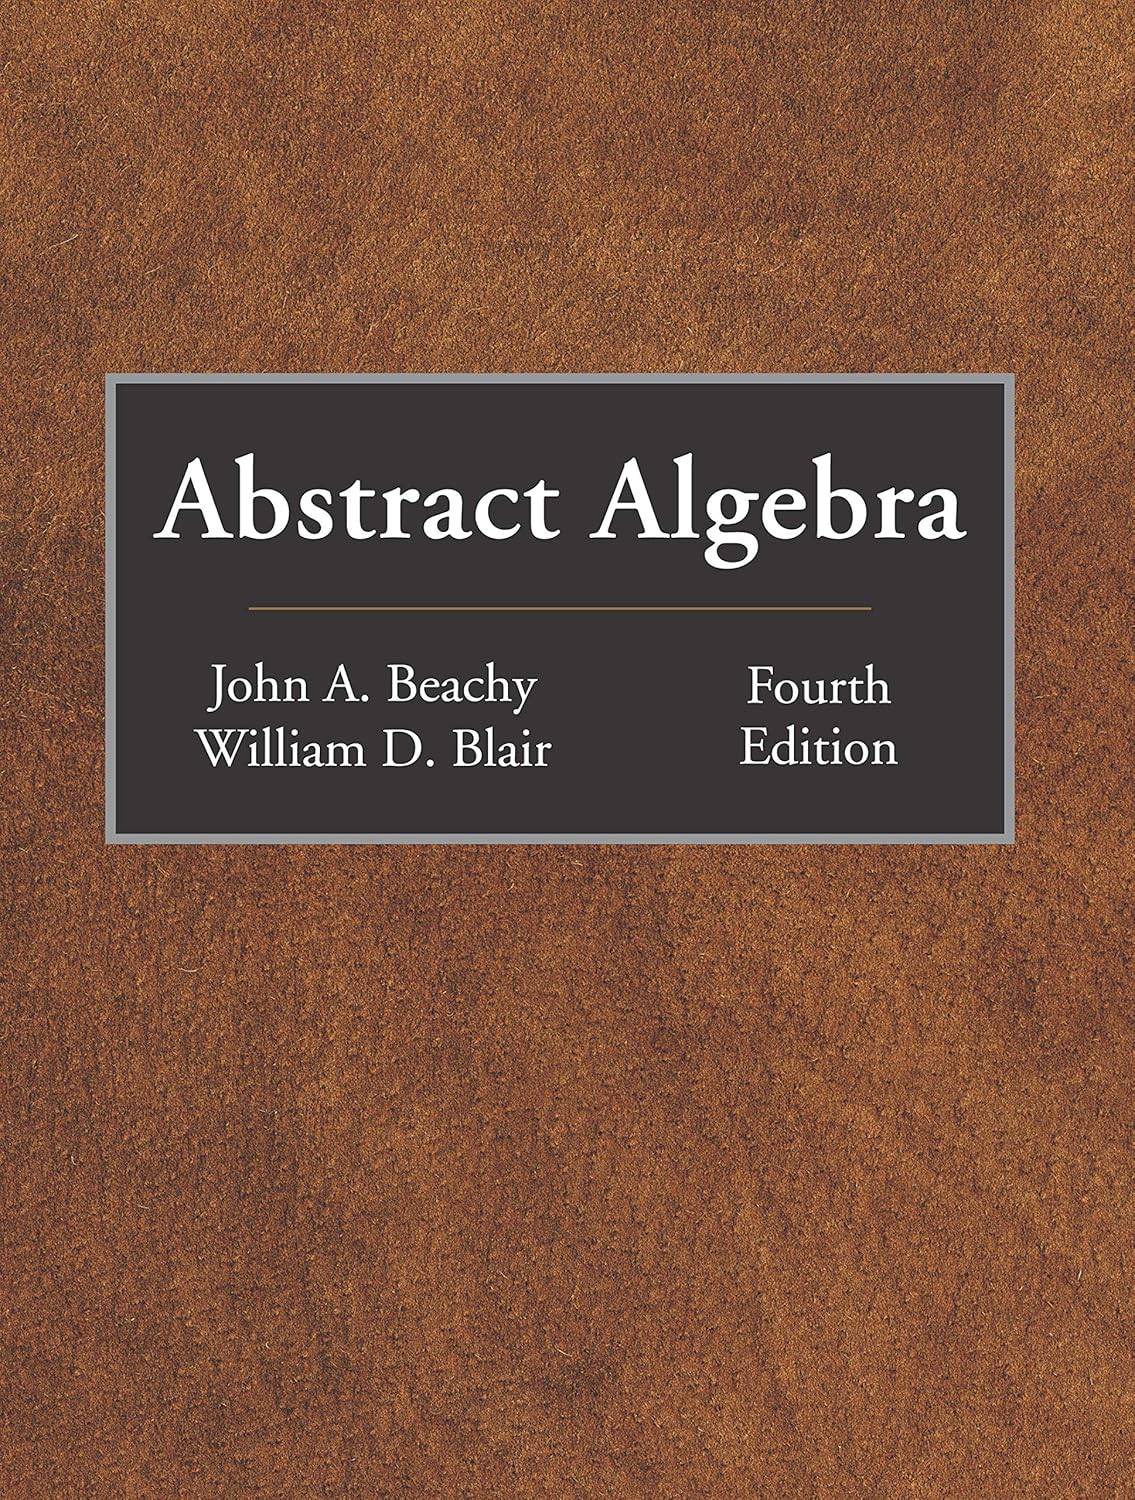 Abstract Algebra
John A. Beachy
William D. Blair
Fourth
Edition